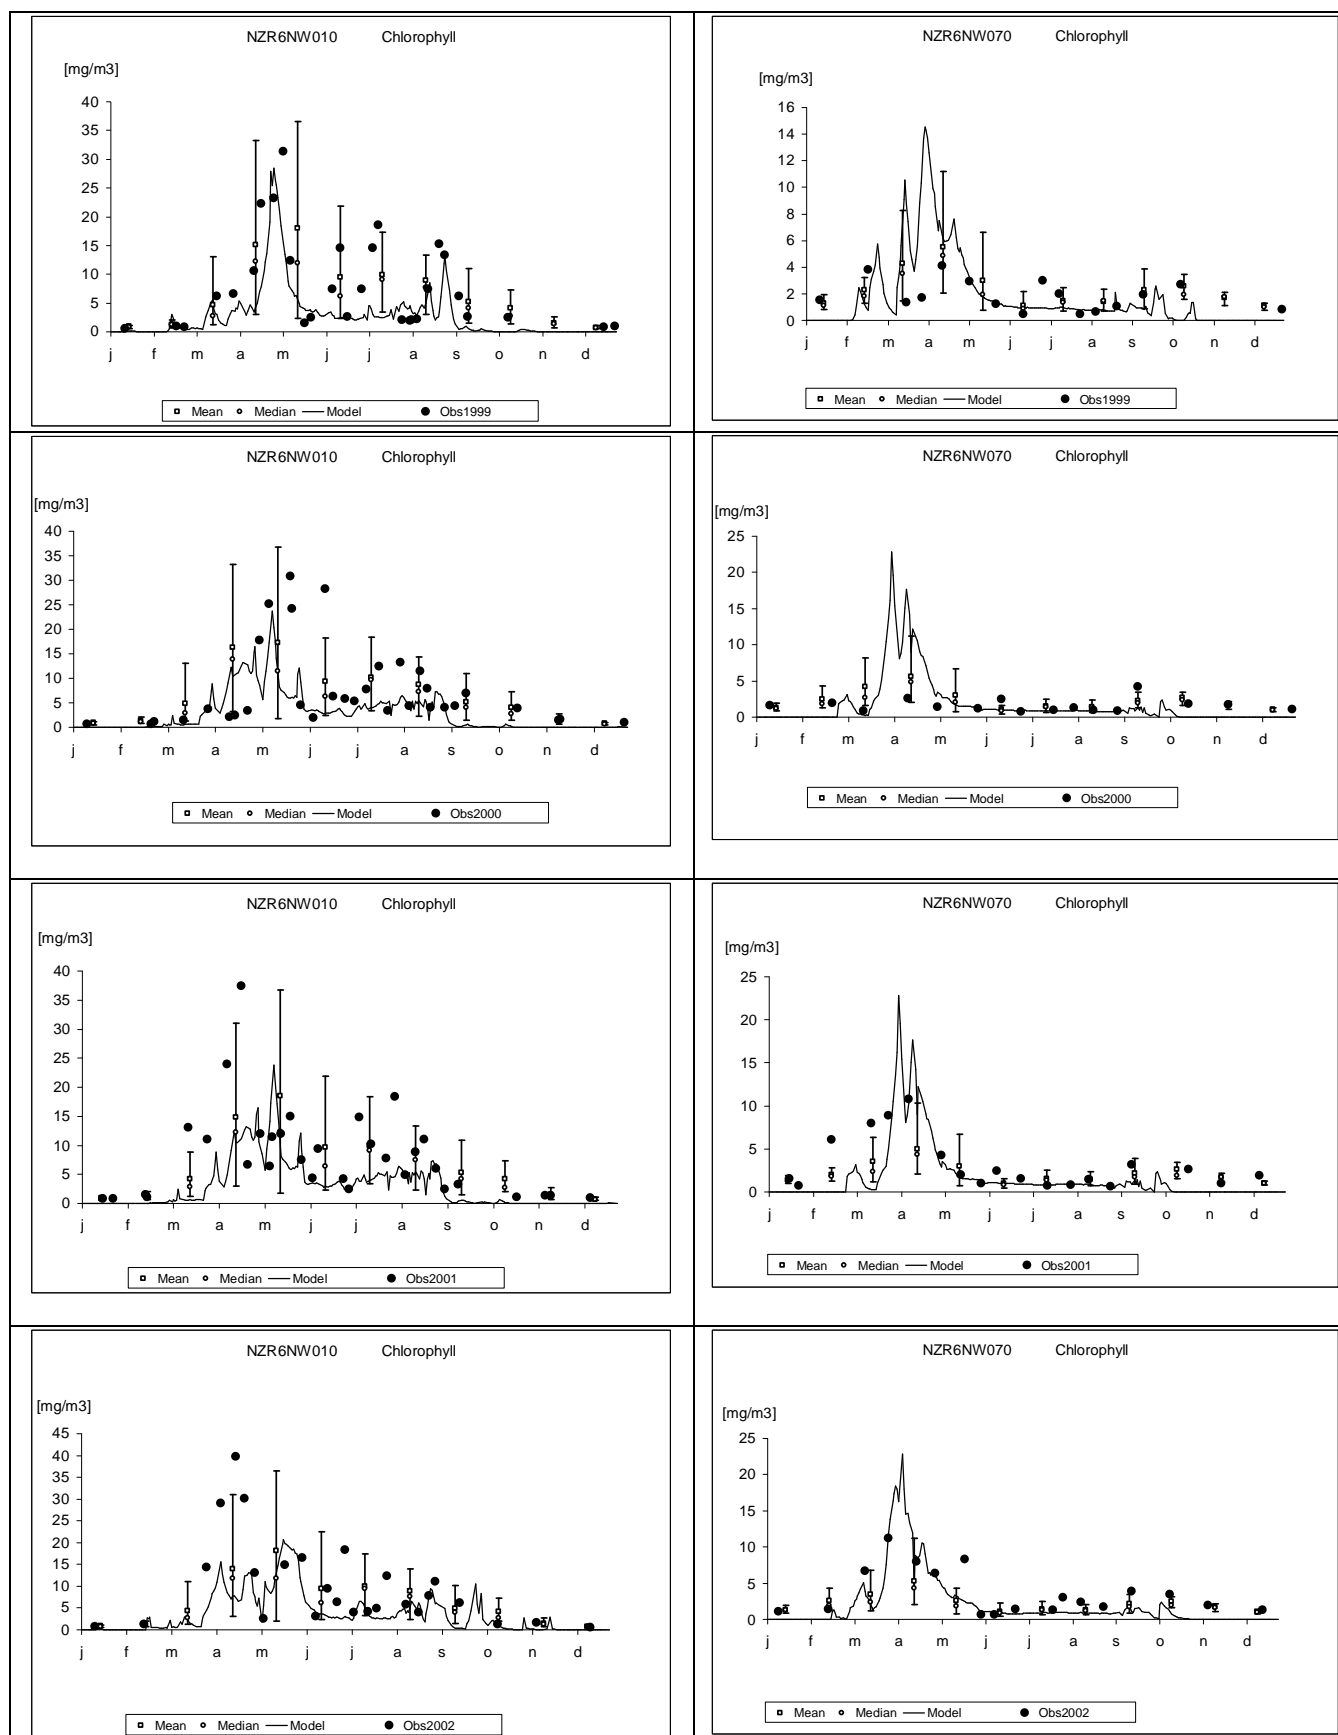 NZR6NW010 Chlorophyll
[mg/m3]
40
35
30
25
20
15
10
5
0
j f m a m j j a s o n d
Mean Median Model Obs1999
NZR6NW070 Chlorophyll
[mg/m3]
16
14
12
10
8
6
4
2
0
j f m a m j j a s o n d
Mean Median Model Obs1999
NZR6NW010 Chlorophyll
[mg/m3]
40
35
30
25
20
15
10
5
0
j f m a m j j a s o n d
Mean Median Model Obs2000
NZR6NW070 Chlorophyll
[mg/m3]
25
20
15
10
5
0
j f m a m j j a s o n d
Mean Median Model Obs2000
NZR6NW010 Chlorophyll
[mg/m3]
40
35
30
25
20
15
10
5
0
j f m a m j j a s o n d
Mean Median Model Obs2001
NZR6NW070 Chlorophyll
[mg/m3]
25
20
15
10
5
0
j f m a m j j a s o n d
Mean Median Model Obs2001
NZR6NW010 Chlorophyll
[mg/m3]
45
40
35
30
25
20
15
10
5
0
j f m a m j j a s o n d
Mean Median Model Obs2002
NZR6NW070 Chlorophyll
[mg/m3]
25
20
15
10
5
0
j f m a m j j a s o n d
Mean Median Model Obs2002